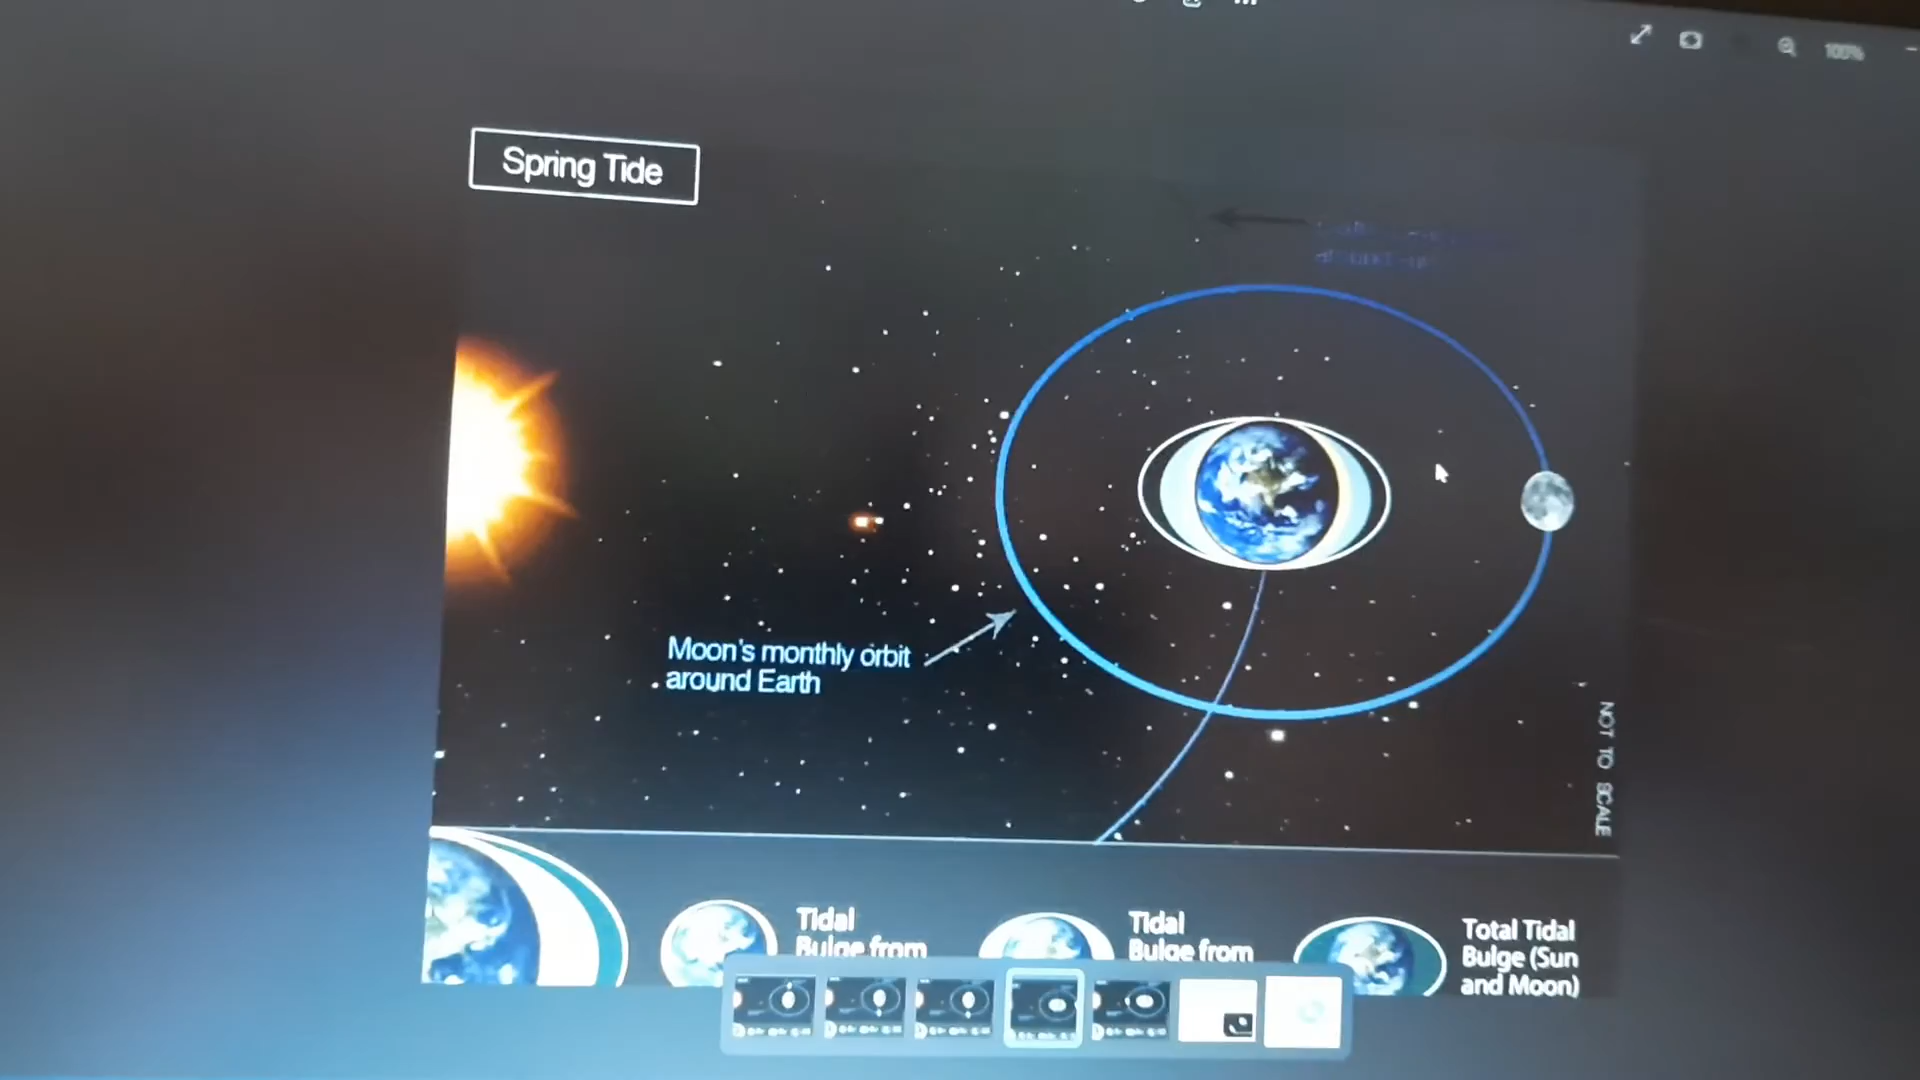 100%
Spring Tide
Moon's monthly orbit
around Earth
NOT TO SCALE
Tidal
Bulge from
Tidal
Bulge from
Total Tidal
Bulge (Sun
and Moon)